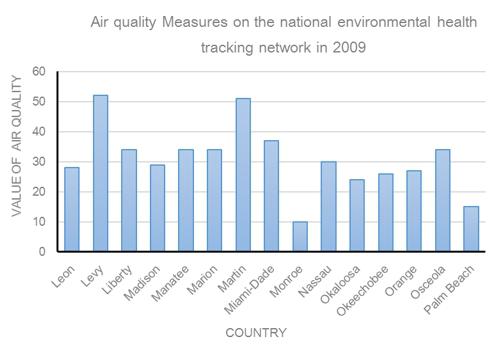 Air quality Measures on the national environmental health
tracking network in 2009
VALUE OF AIR QUALITY
60
50
40
30
20
10
0
Leon
Levy
Liberty
Madison
Manatee
Marion
Martin
Miami-Dade
Monroe
Nassau
Okaloosa
Okeechobee
Orange
Osceola
Palm Beach
COUNTRY